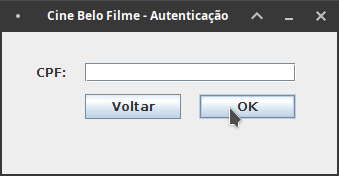 Cine Belo Filme - Autenticação
CPF:
Voltar OK